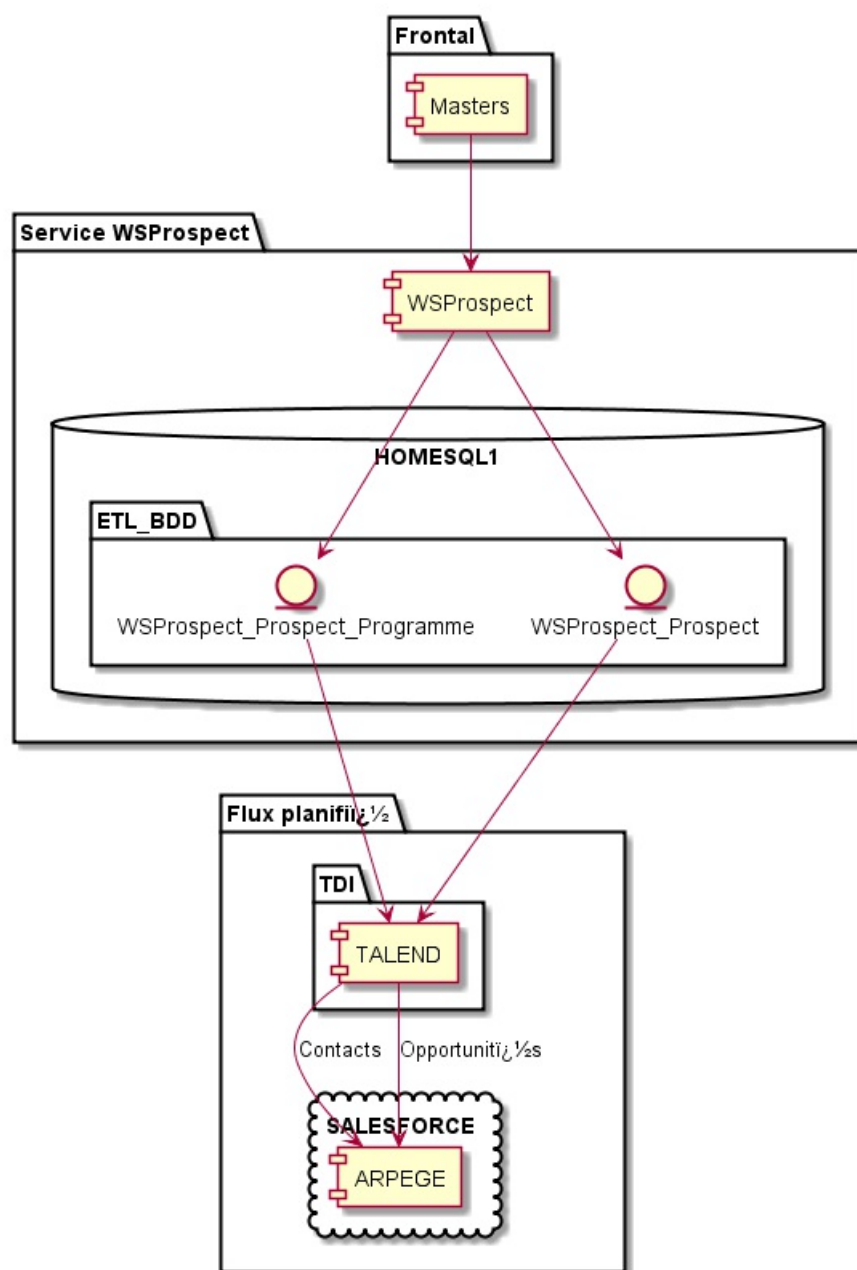 Frontal
Masters
Service WSProspect
WSProspect
HOMESQL1
ETL_BDD
WSProspect_Prospect_Programme
WSProspect_Prospect
Flux planifiï¿½
TDI
TALEND
Contacts
Opportunitï¿½s
SALESFORCE
ARPEGE